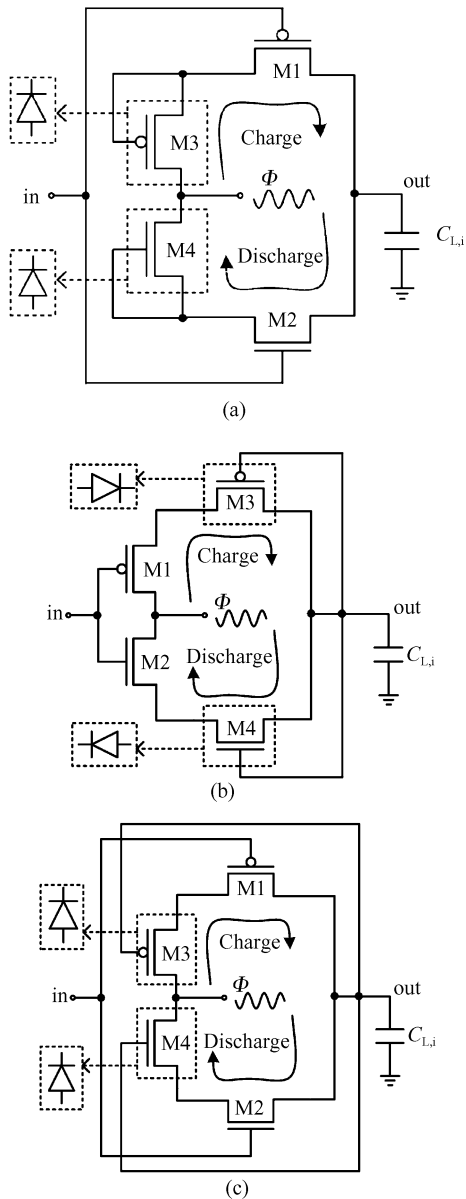 M1
M3
Charge
Φ
in
out
C_L,i
M4
Discharge
M2
(a)
M3
Charge
M1
Φ
in
out
M2
Discharge
C_L,i
M4
(b)
M1
M3
Charge
Φ
in
out
M4
Discharge
C_L,i
M2
(c)